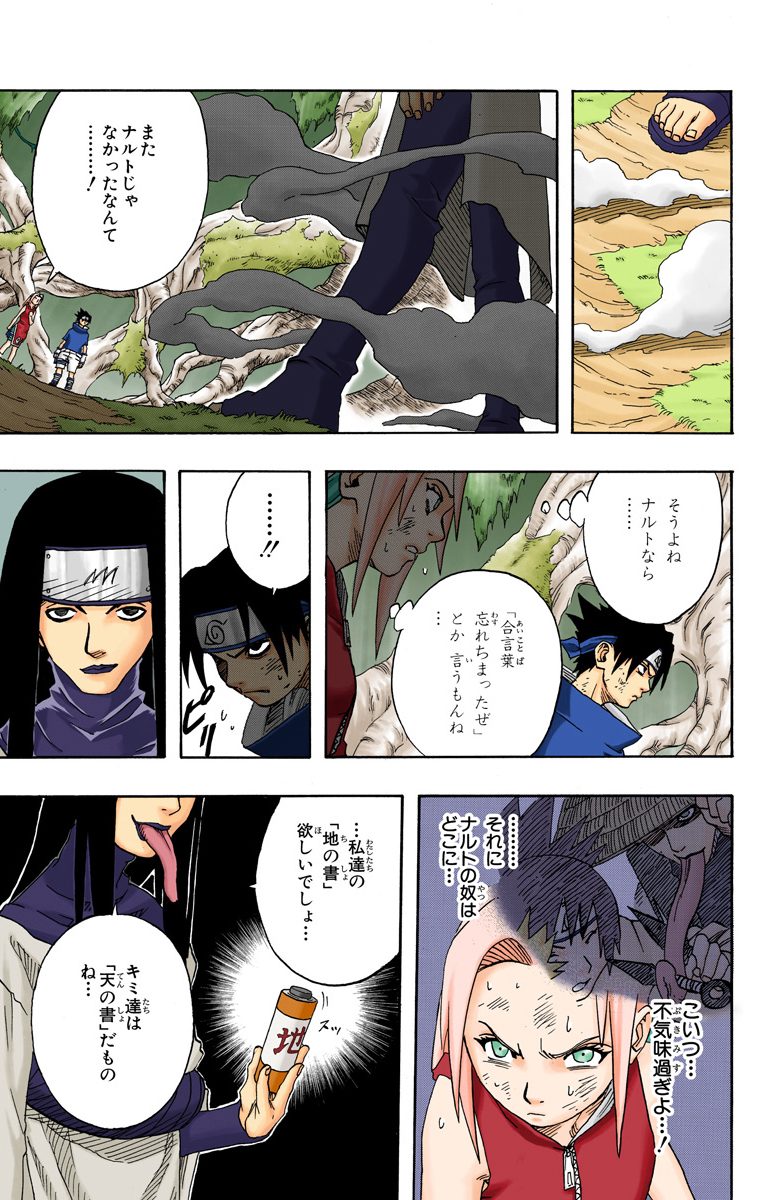 また
ナルトじゃ
なかったなんて
………!
そうよね
ナルトなら
……
「合言葉
忘れちまったぜ」
とか 言うもんね
…
……!!
ピビ
………
それに
ナルトの奴は
どこに…
こいつ…
不気味過ぎよ…!
…私達の
「地の書」
欲しいでしょ…
スッ
地
キミ達は
「天の書」だもの
ね…